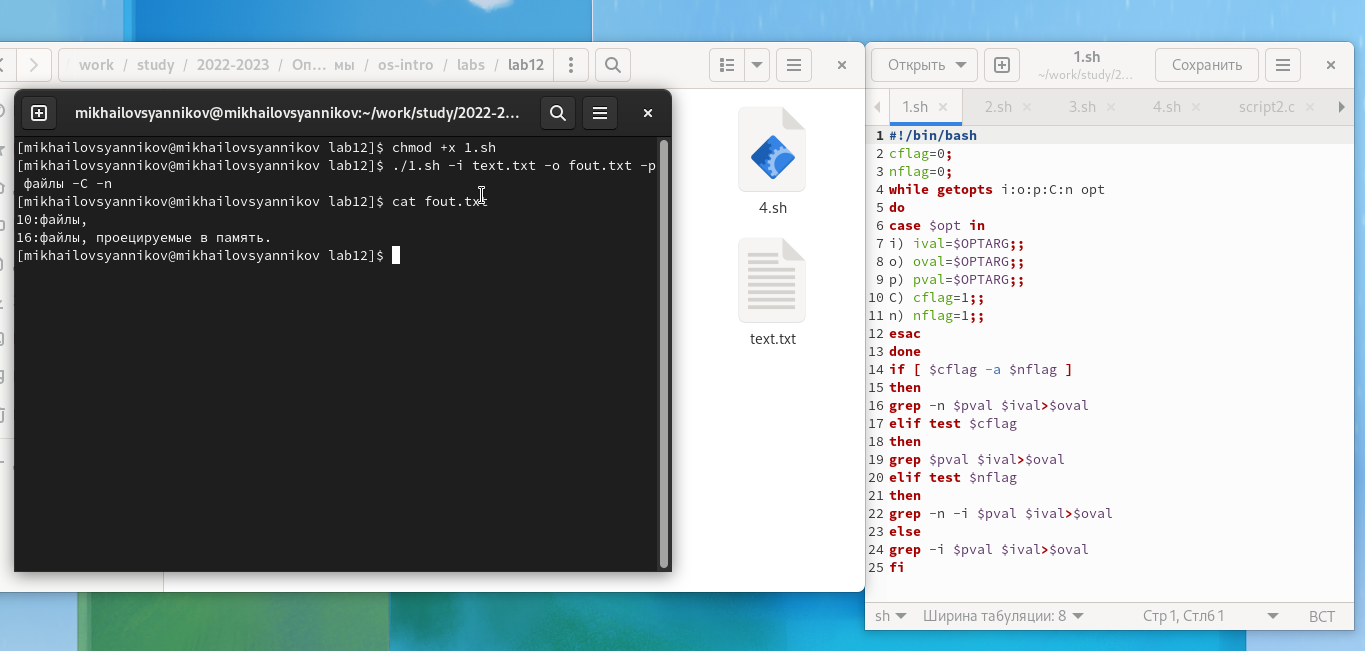 work / study / 2022-2023 / Оп… мы / os-intro / labs / lab12
mikhailovsyannikov@mikhailovsyannikov:~/work/study/2022-2...
[mikhailovsyannikov@mikhailovsyannikov lab12]$ chmod +x 1.sh
[mikhailovsyannikov@mikhailovsyannikov lab12]$ ./1.sh -i text.txt -o fout.txt -p
файлы -C -n
[mikhailovsyannikov@mikhailovsyannikov lab12]$ cat fout.txt
10:файлы,
16:файлы, проецируемые в память.
[mikhailovsyannikov@mikhailovsyannikov lab12]$
4.sh
text.txt
Открыть
1.sh
~/work/study/2…
Сохранить
1.sh 2.sh 3.sh 4.sh script2.c
1 #!/bin/bash
2 cflag=0;
3 nflag=0;
4 while getopts i:o:p:C:n opt
5 do
6 case $opt in
7 i) ival=$OPTARG;;
8 o) oval=$OPTARG;;
9 p) pval=$OPTARG;;
10 C) cflag=1;;
11 n) nflag=1;;
12 esac
13 done
14 if [ $cflag -a $nflag ]
15 then
16 grep -n $pval $ival>$oval
17 elif test $cflag
18 then
19 grep $pval $ival>$oval
20 elif test $nflag
21 then
22 grep -n -i $pval $ival>$oval
23 else
24 grep -i $pval $ival>$oval
25 fi
sh Ширина табуляции: 8 Стр 1, Стлб 1 ВСТ